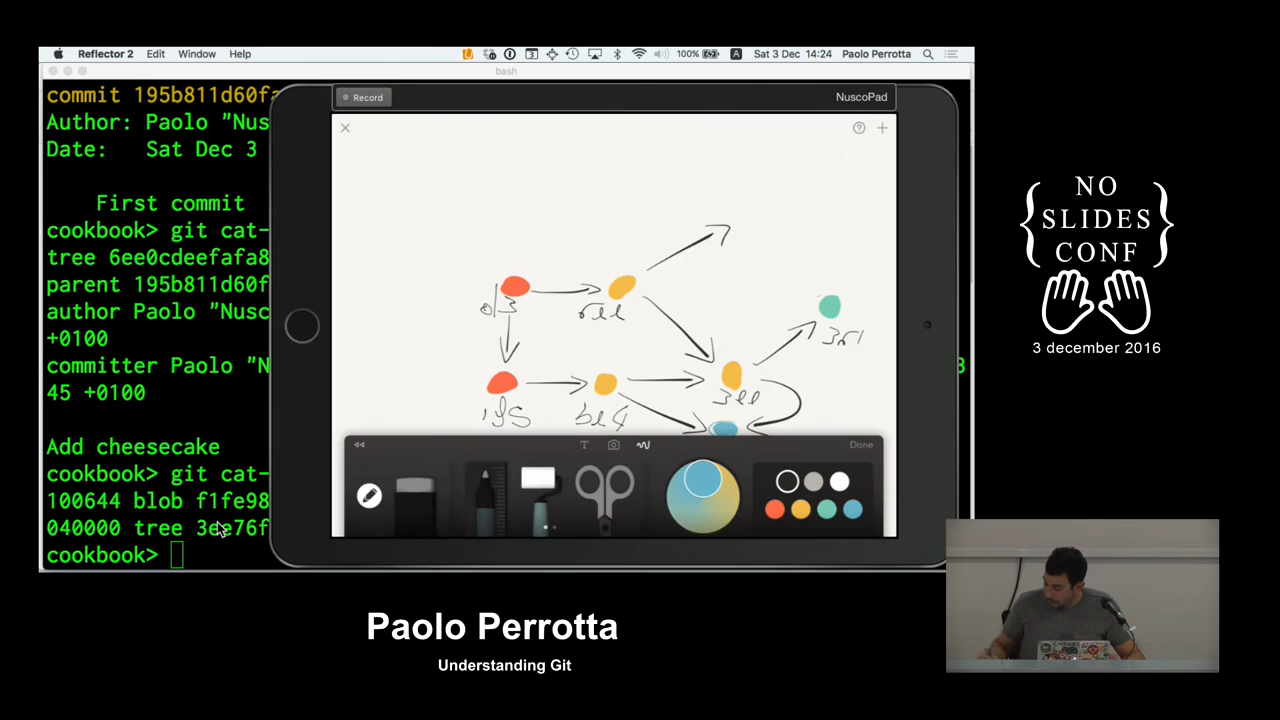 Reflector 2 Edit Window Help 100% Sat 3 Dec 14:24 Paolo Perrotta
bash
commit 195b811d60fa
Author: Paolo "Nus
Date: Sat Dec 3
First commit
cookbook> git cat-
tree 6ee0cdeefafa8
parent 195b811d60f
author Paolo "Nusc
+0100
committer Paolo "N
45 +0100
Add cheesecake
cookbook> git cat-
100644 blob f1fe98
040000 tree 3ee76f
cookbook>
Record
NuscoPad
6ee
3ee
T
Done
NO
SLIDES
CONF
3 december 2016
Paolo Perrotta
Understanding Git